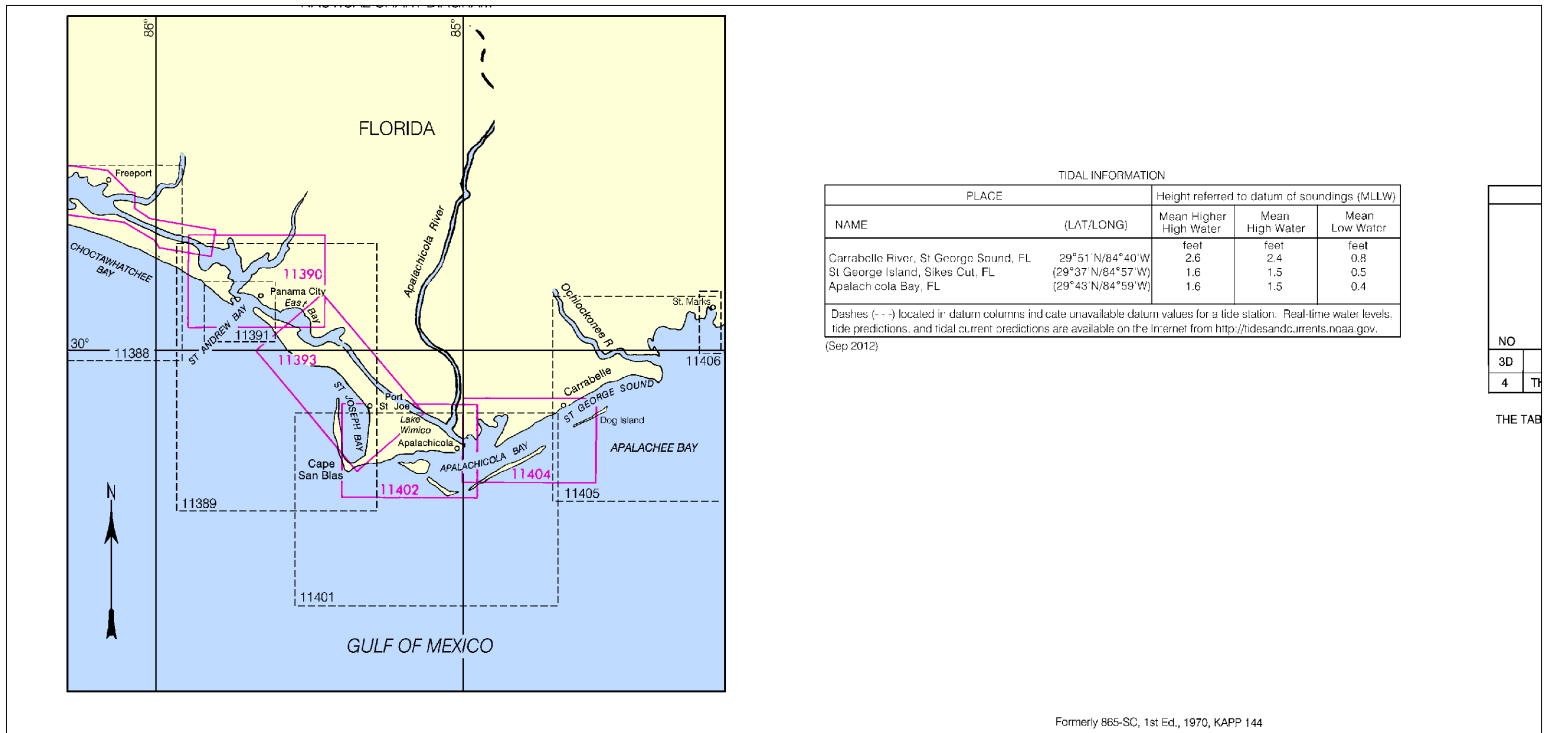 86°
85°
FLORIDA
Freeport
Apalachicola River
CHOCTAWHATCHEE
BAY
11390
Panama City
East
Bay
ST ANDREW BAY
11391
Ochlockonee R
St. Marks
30°
11388
11393
11406
ST JOSEPH BAY
Port
St Joe
Lake
Wimico
Apalachicola
Carrabelle
ST GEORGE SOUND
Dog Island
APALACHICOLA BAY
APALACHEE BAY
Cape
San Blas
11402
11404
11405
11389
N
11401
GULF OF MEXICO
TIDAL INFORMATION
PLACE Height referred to datum of soundings (MLLW)
NAME (LAT/LONG) Mean Higher High Water Mean High Water Mean Low Water
feet feet feet
Carrabelle River, St George Sound, FL 29°51'N/84°40'W 2.6 2.4 0.8
St George Island, Sikes Cut, FL (29°37'N/84°57'W) 1.6 1.5 0.5
Apalach cola Bay, FL (29°43'N/84°59'W) 1.6 1.5 0.4
Dashes (- - -) located in datum columns ind cate unavailable datum values for a tide station. Real-time water levels,
tide predictions, and tidal current predictions are available on the Internet from http://tidesandcurrents.noaa.gov.
(Sep 2012)
NO
3D
4
THE TAB
Formerly 865-SC, 1st Ed., 1970, KAPP 144